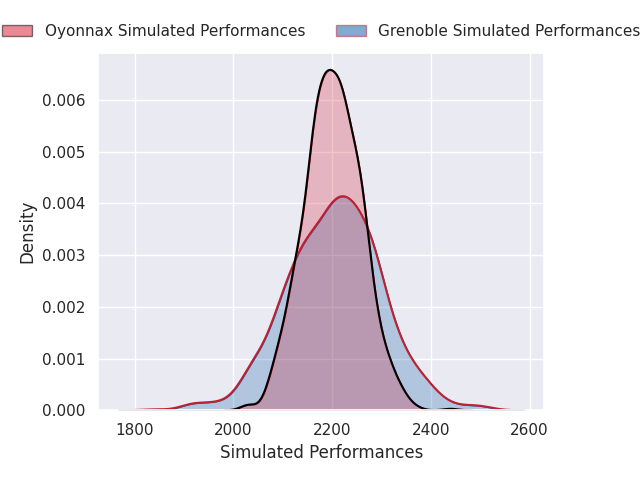 Oyonnax Simulated Performances
Grenoble Simulated Performances
0.006
0.005
0.004
0.003
0.002
0.001
0.000
Density
1800 2000 2200 2400 2600
Simulated Performances